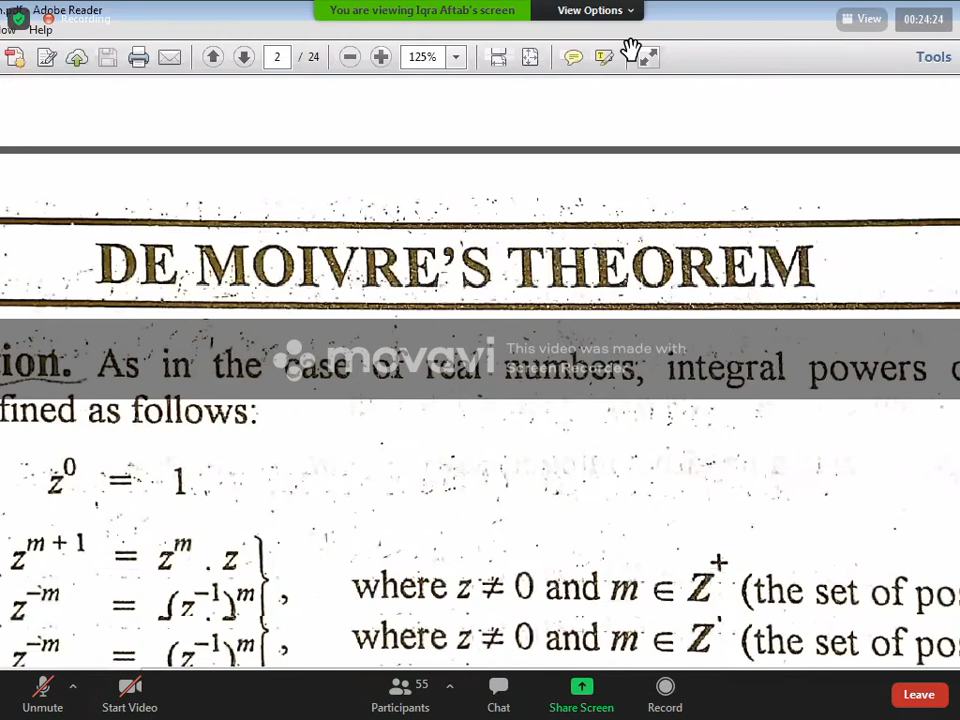 You are viewing Iqra Aftab's screen
View Options
Recording
View
00:24:24
Adobe Reader
Help
2 / 24
125%
Tools
DE MOIVRE'S THEOREM
movavi
This video was made with
Screen Recorder
tion. As in the case of real numbers, integral powers
fined as follows:
z⁰ = 1
z^{m + 1} = z^m . z
z^{-m} = (z^{-1})^m } , where z ≠ 0 and m ∈ Z⁺ (the set of pos
z^{-m} = (z^{-1})^m } , where z ≠ 0 and m ∈ Z (the set of pos
Unmute
Start Video
55
Participants
Chat
Share Screen
Record
Leave